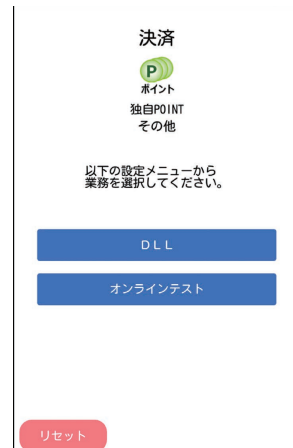 決済
P
ポイント
独自POINT
その他
以下の設定メニューから
業務を選択してください。
ＤＬＬ
オンラインテスト
リセット